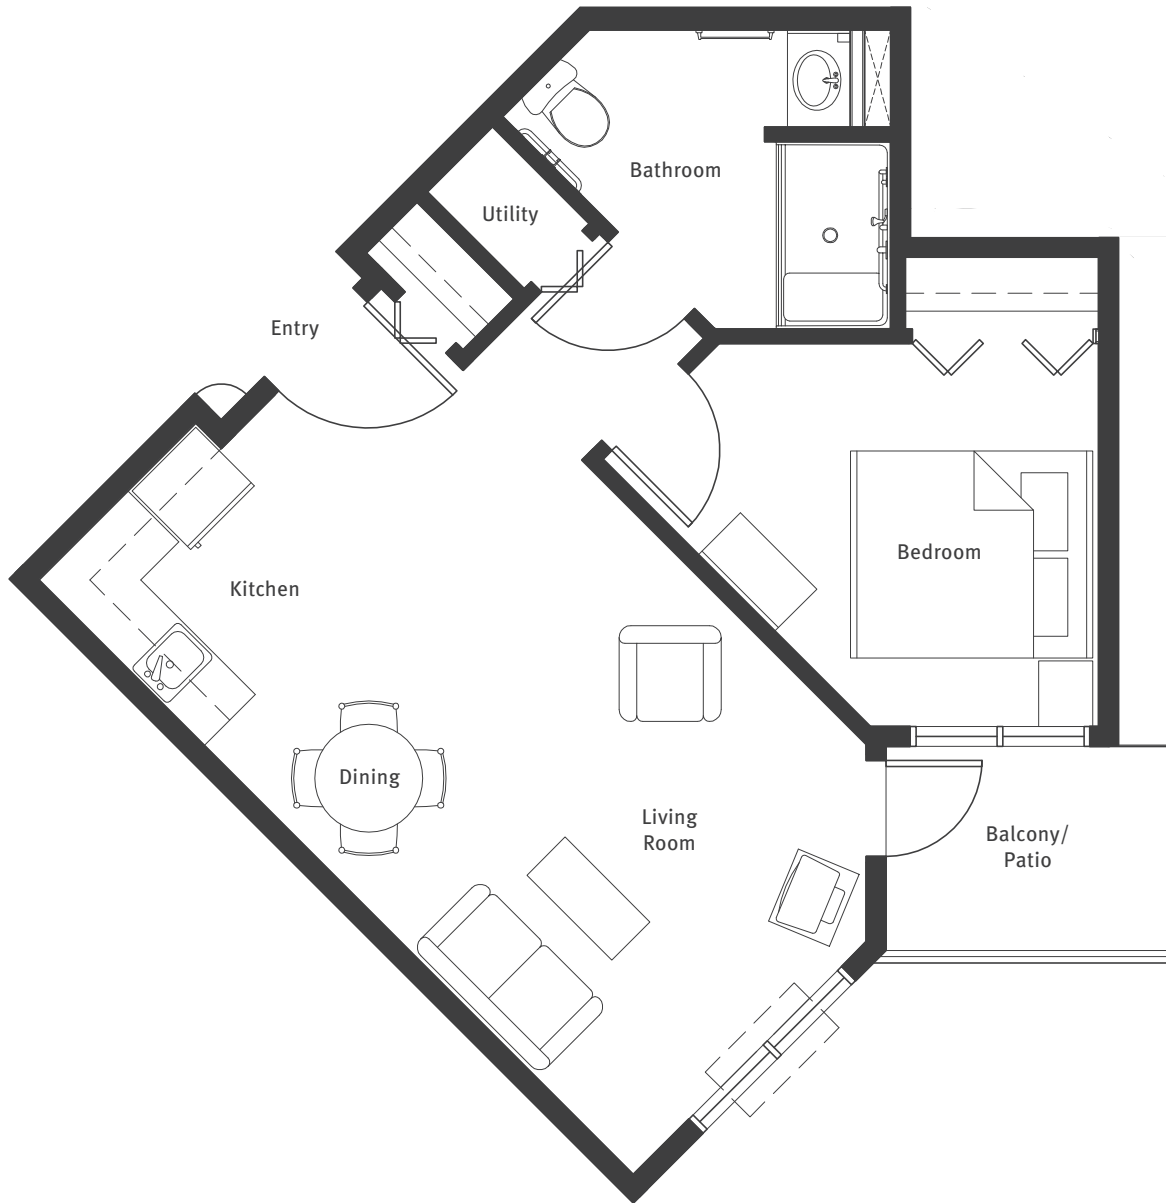 Bathroom
Utility
Entry
Bedroom
Kitchen
Dining
Living
Room
Balcony/
Patio